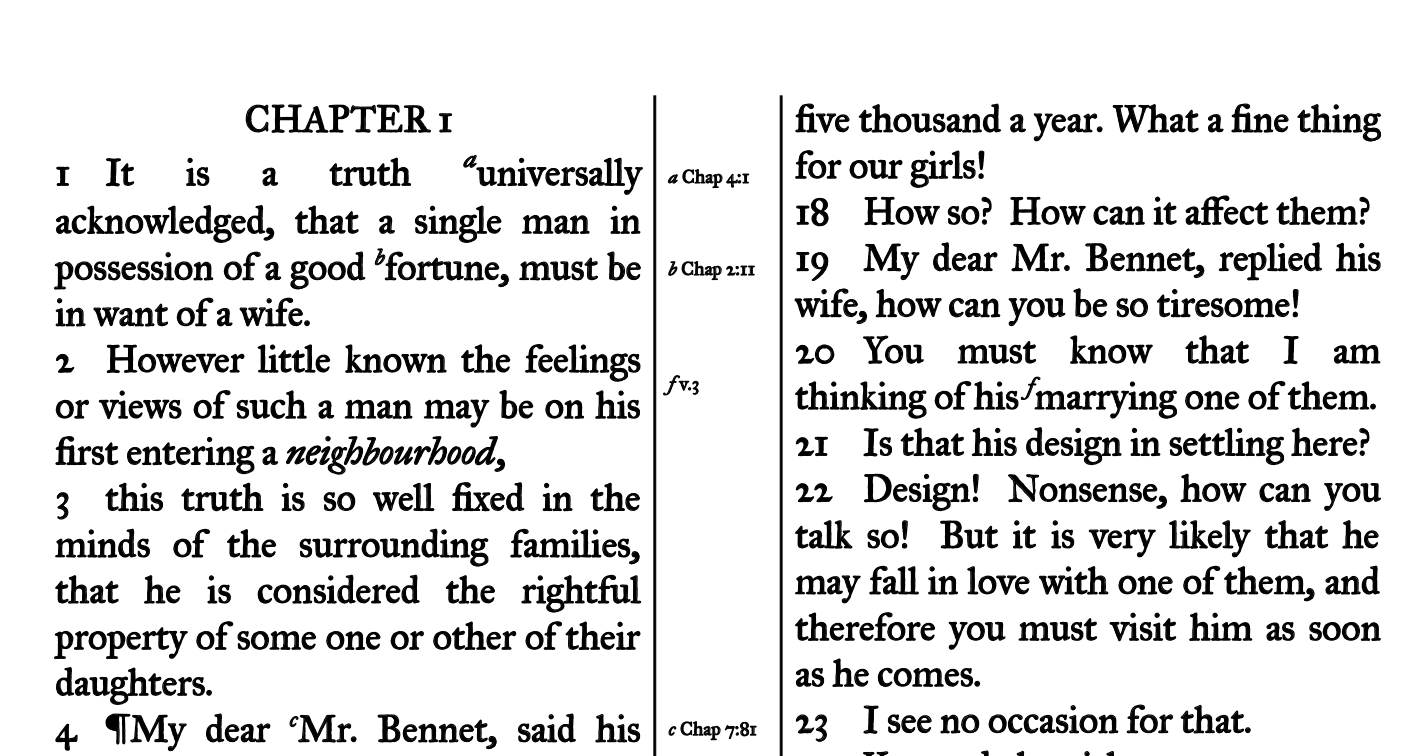 CHAPTER 1
1 It is a truth ᵃuniversally
acknowledged, that a single man in
possession of a good ᵇfortune, must be
in want of a wife.
2 However little known the feelings
or views of such a man may be on his
first entering a neighbourhood,
3 this truth is so well fixed in the
minds of the surrounding families,
that he is considered the rightful
property of some one or other of their
daughters.
4 ¶My dear ᶜMr. Bennet, said his
a Chap 4:1
b Chap 2:11
f v.3
c Chap 7:81
five thousand a year. What a fine thing
for our girls!
18 How so? How can it affect them?
19 My dear Mr. Bennet, replied his
wife, how can you be so tiresome!
20 You must know that I am
thinking of his ᶠmarrying one of them.
21 Is that his design in settling here?
22 Design! Nonsense, how can you
talk so! But it is very likely that he
may fall in love with one of them, and
therefore you must visit him as soon
as he comes.
23 I see no occasion for that.